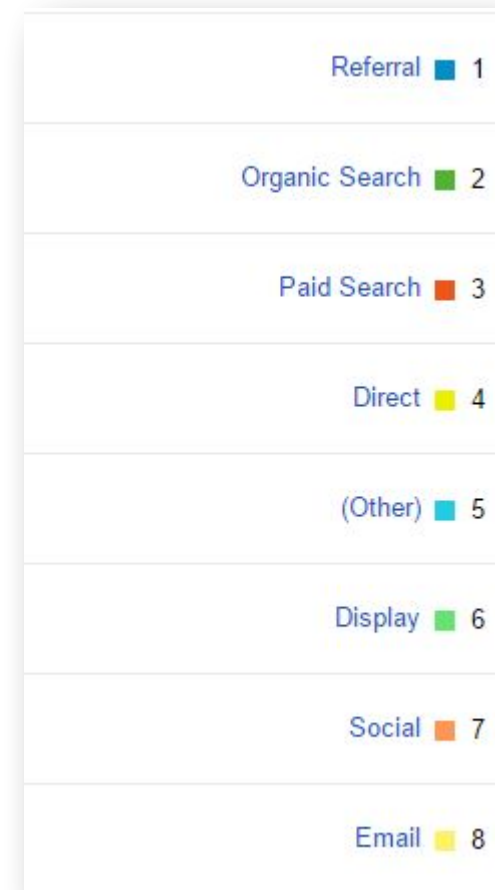 Referral 1
Organic Search 2
Paid Search 3
Direct 4
(Other) 5
Display 6
Social 7
Email 8